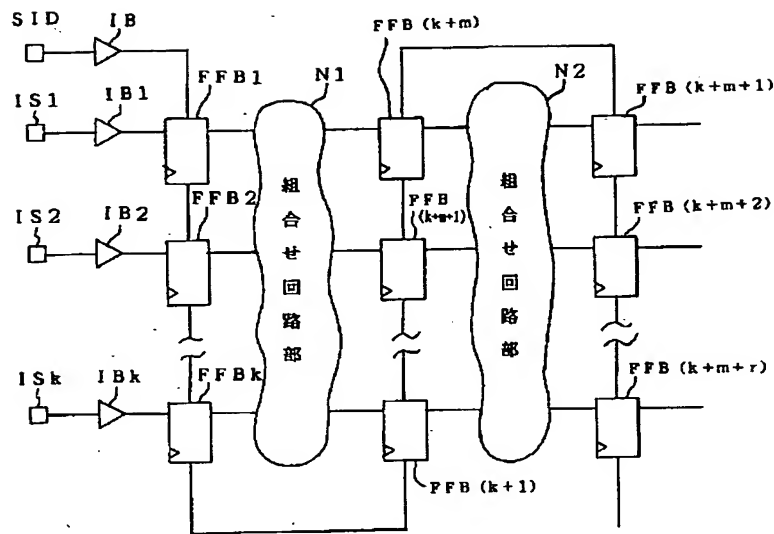 SID
IB
FFB(k+m)
IS1
IB1
FFB1
N1
N2
FFB(k+m+1)
IS2
IB2
FFB2
組合せ回路部
FFB
(k+m+1)
組合せ回路部
FFB(k+m+2)
ISk
IBk
FFBk
FFB(k+m+r)
FFB(k+1)